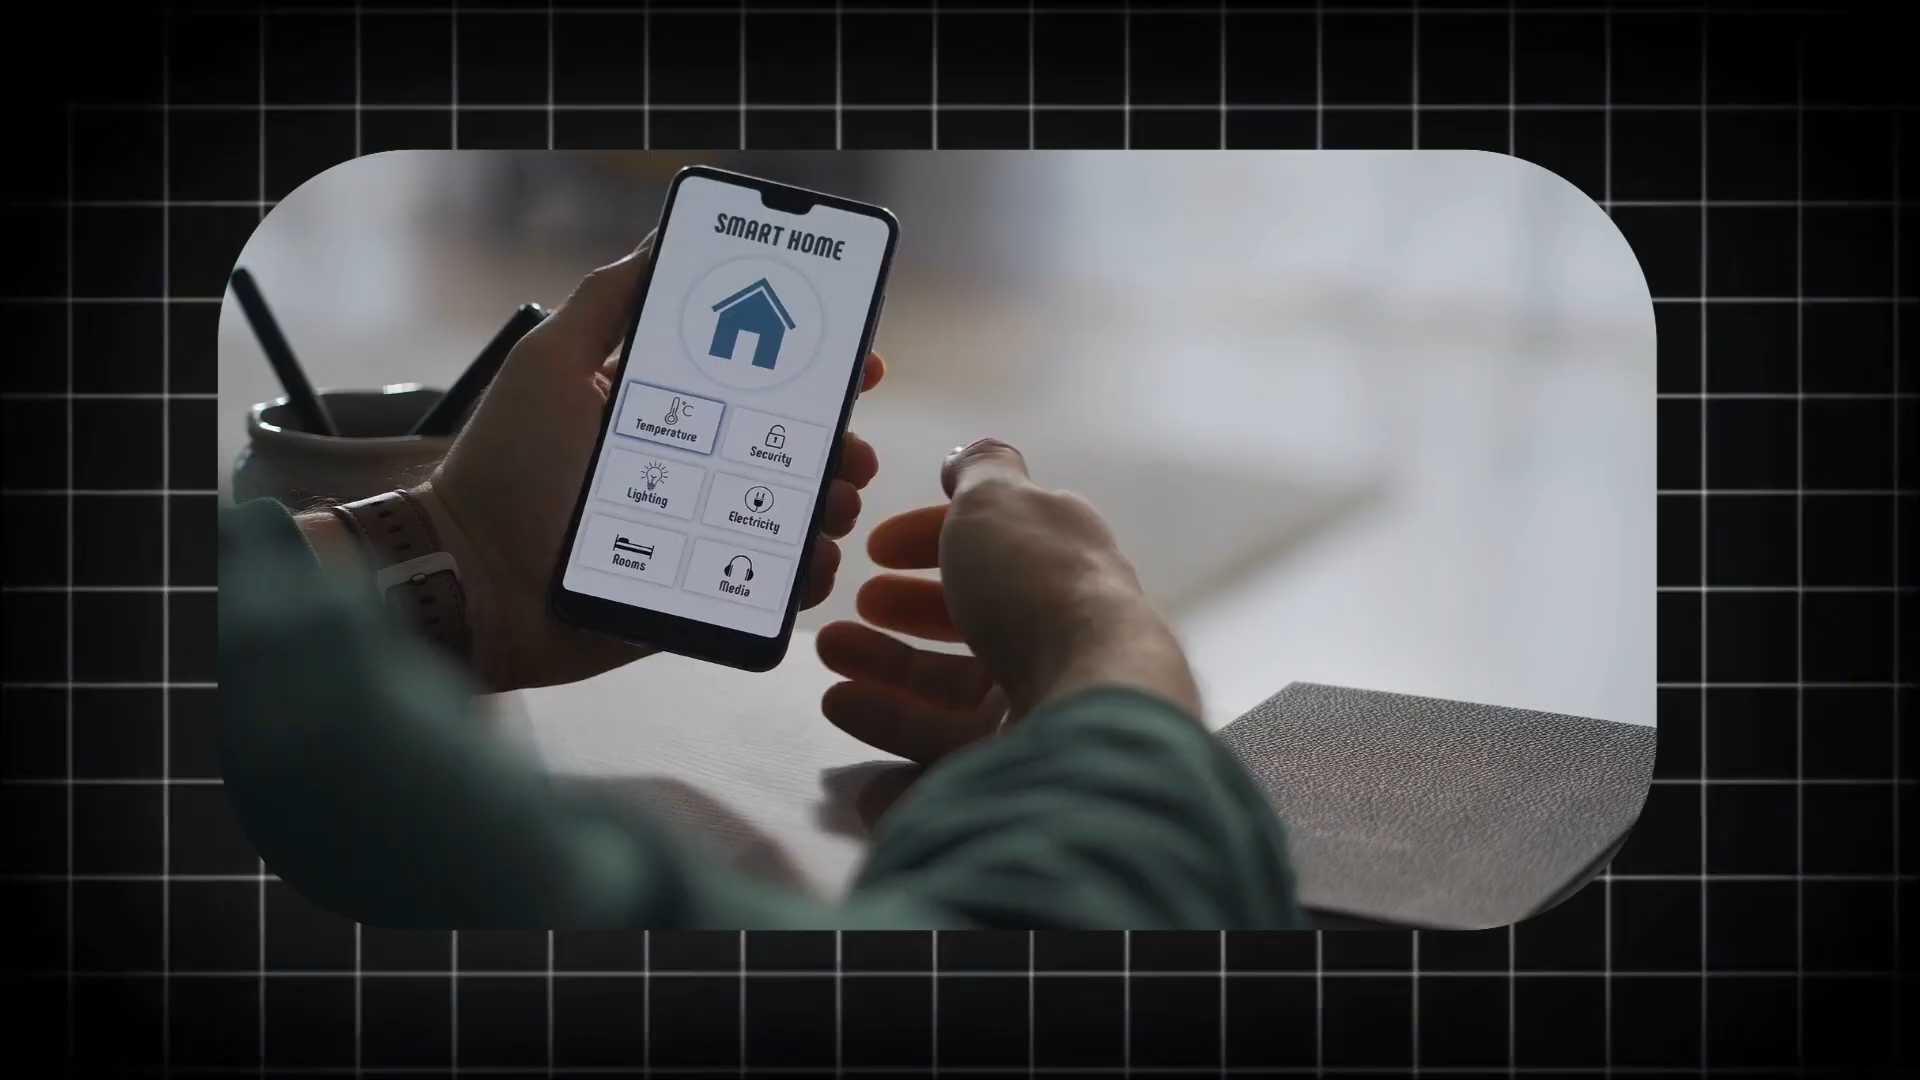 SMART HOME
°C
Temperature
Security
Lighting
Electricity
Rooms
Media